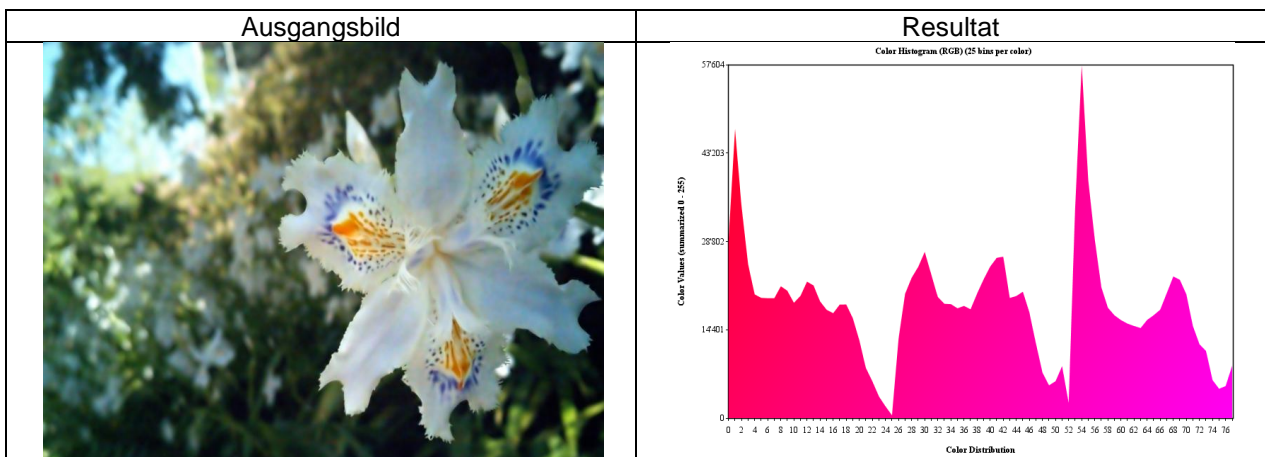 Ausgangsbild
Resultat
Color Histogram (RGB) (25 bins per color)
57604
43'203
28'802
14'401
0
Color Values (summarized 0 - 255)
0 2 4 6 8 10 12 14 16 18 20 22 24 26 28 30 32 34 36 38 40 42 44 46 48 50 52 54 56 58 60 62 64 66 68 70 72 74 76
Color Distribution